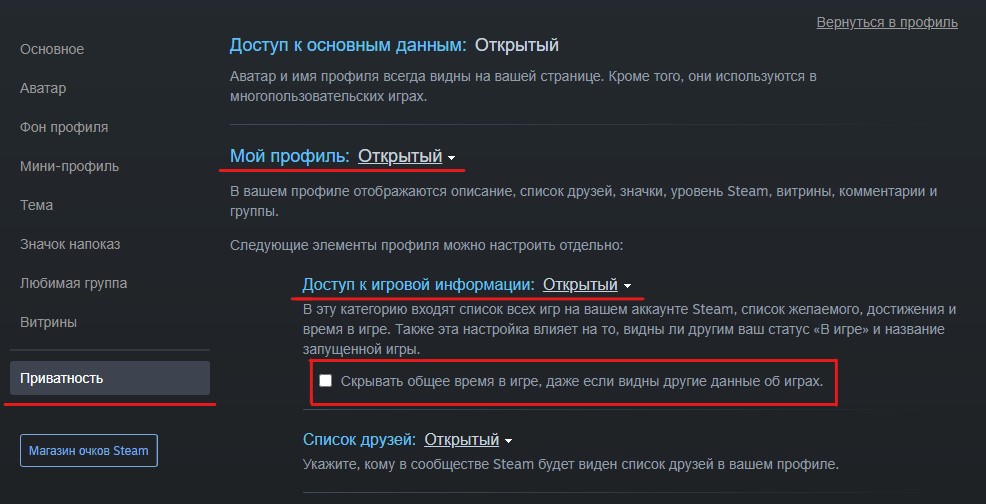 Вернуться в профиль
Основное
Аватар
Фон профиля
Мини-профиль
Тема
Значок напоказ
Любимая группа
Витрины
Приватность
Магазин очков Steam
Доступ к основным данным: Открытый
Аватар и имя профиля всегда видны на вашей странице. Кроме того, они используются в
многопользовательских играх.
Мой профиль: Открытый
В вашем профиле отображаются описание, список друзей, значки, уровень Steam, витрины, комментарии и
группы.
Следующие элементы профиля можно настроить отдельно:
Доступ к игровой информации: Открытый
В эту категорию входят список всех игр на вашем аккаунте Steam, список желаемого, достижения и
время в игре. Также эта настройка влияет на то, видны ли другим ваш статус «В игре» и название
запущенной игры.
Скрывать общее время в игре, даже если видны другие данные об играх.
Список друзей: Открытый
Укажите, кому в сообществе Steam будет виден список друзей в вашем профиле.